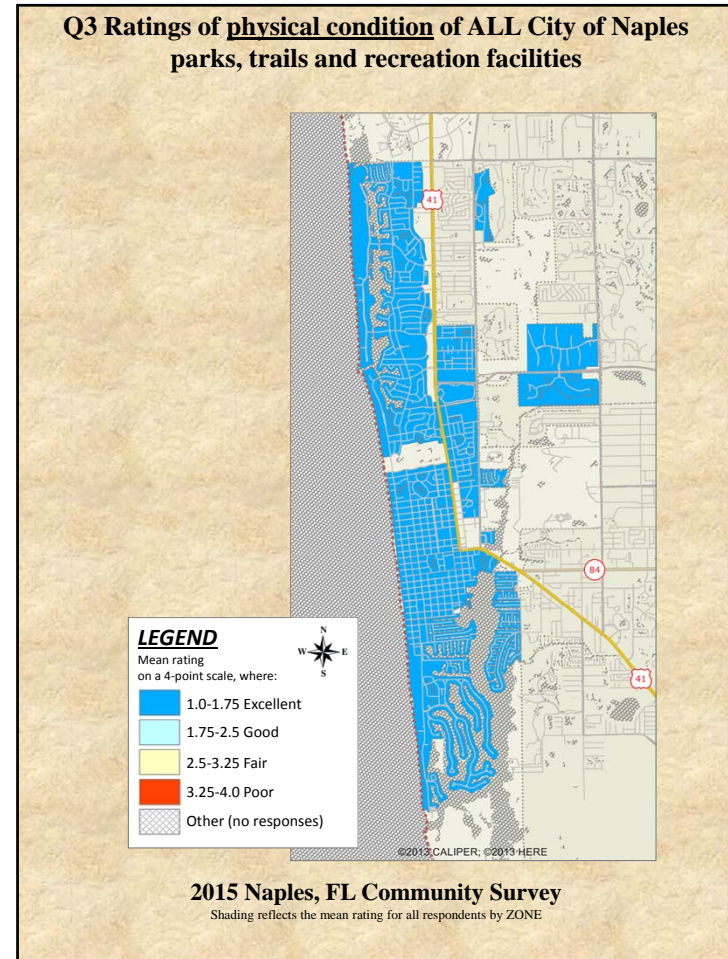 Q3 Ratings of physical condition of ALL City of Naples
parks, trails and recreation facilities
41
84
41
LEGEND
Mean rating
on a 4-point scale, where:
N
W E
S
1.0-1.75 Excellent
1.75-2.5 Good
2.5-3.25 Fair
3.25-4.0 Poor
Other (no responses)
©2013 CALIPER; ©2013 HERE
2015 Naples, FL Community Survey
Shading reflects the mean rating for all respondents by ZONE